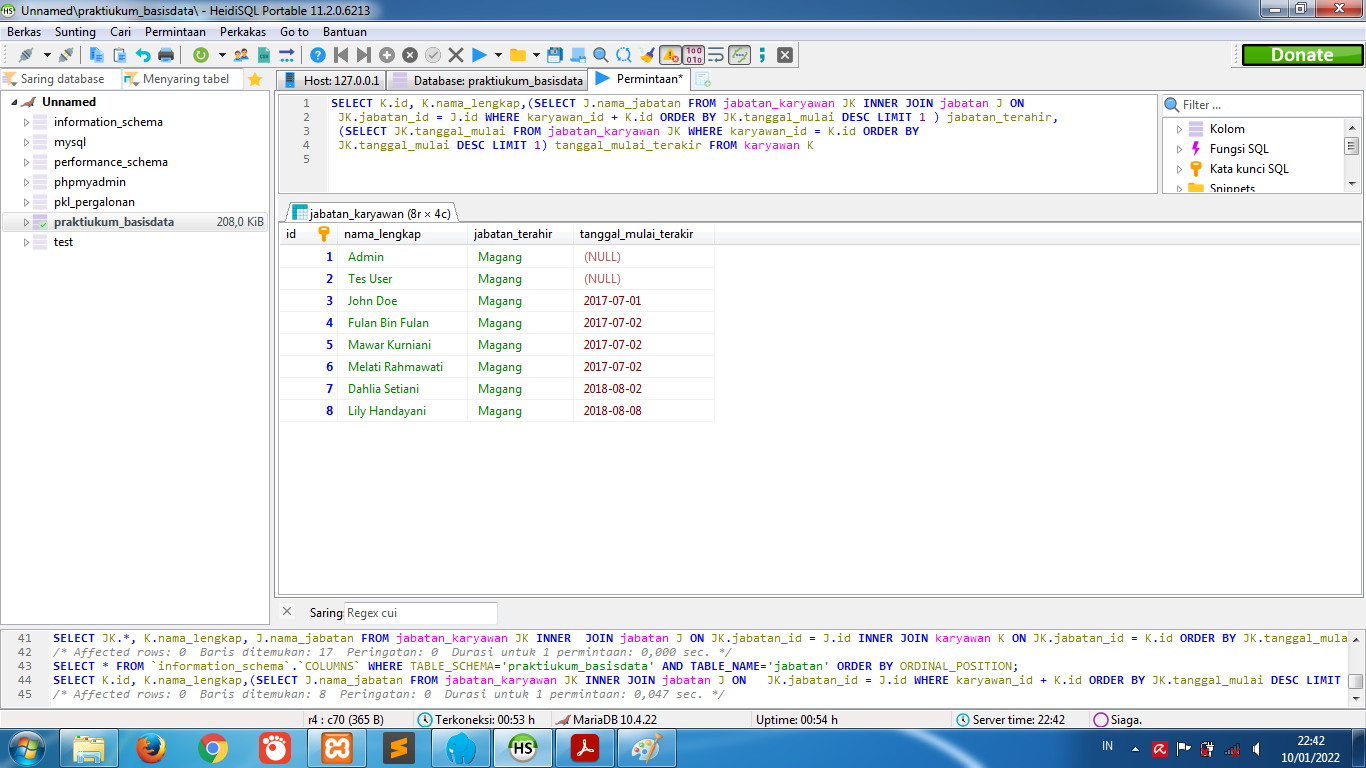 Unnamed\praktiukum_basisdata\ - HeidiSQL Portable 11.2.0.6213
Berkas Sunting Cari Permintaan Perkakas Go to Bantuan
Donate
Saring database Menyaring tabel
Host: 127.0.0.1 Database: praktiukum_basisdata Permintaan*
Unnamed
information_schema
mysql
performance_schema
phpmyadmin
pkl_pergalonan
praktiukum_basisdata 208,0 KiB
test
1 SELECT K.id, K.nama_lengkap,(SELECT J.nama_jabatan FROM jabatan_karyawan JK INNER JOIN jabatan J ON
2 JK.jabatan_id = J.id WHERE karyawan_id + K.id ORDER BY JK.tanggal_mulai DESC LIMIT 1 ) jabatan_terahir,
3 (SELECT JK.tanggal_mulai FROM jabatan_karyawan JK WHERE karyawan_id = K.id ORDER BY
4 JK.tanggal_mulai DESC LIMIT 1) tanggal_mulai_terakir FROM karyawan K
5
Filter ...
Kolom
Fungsi SQL
Kata kunci SQL
Snippets
jabatan_karyawan (8r × 4c)
id nama_lengkap jabatan_terahir tanggal_mulai_terakir
1 Admin Magang (NULL)
2 Tes User Magang (NULL)
3 John Doe Magang 2017-07-01
4 Fulan Bin Fulan Magang 2017-07-02
5 Mawar Kurniani Magang 2017-07-02
6 Melati Rahmawati Magang 2017-07-02
7 Dahlia Setiani Magang 2018-08-02
8 Lily Handayani Magang 2018-08-08
Saring: Regex cui
41 SELECT JK.*, K.nama_lengkap, J.nama_jabatan FROM jabatan_karyawan JK INNER JOIN jabatan J ON JK.jabatan_id = J.id INNER JOIN karyawan K ON JK.jabatan_id = K.id ORDER BY JK.tanggal_mula
42 /* Affected rows: 0 Baris ditemukan: 17 Peringatan: 0 Durasi untuk 1 permintaan: 0,000 sec. */
43 SELECT * FROM `information_schema`.`COLUMNS` WHERE TABLE_SCHEMA='praktiukum_basisdata' AND TABLE_NAME='jabatan' ORDER BY ORDINAL_POSITION;
44 SELECT K.id, K.nama_lengkap,(SELECT J.nama_jabatan FROM jabatan_karyawan JK INNER JOIN jabatan J ON JK.jabatan_id = J.id WHERE karyawan_id + K.id ORDER BY JK.tanggal_mulai DESC LIMIT
45 /* Affected rows: 0 Baris ditemukan: 8 Peringatan: 0 Durasi untuk 1 permintaan: 0,047 sec. */
r4 : c70 (365 B) Terkoneksi: 00:53 h MariaDB 10.4.22 Uptime: 00:54 h Server time: 22:42 Siaga.
IN 22:42
10/01/2022